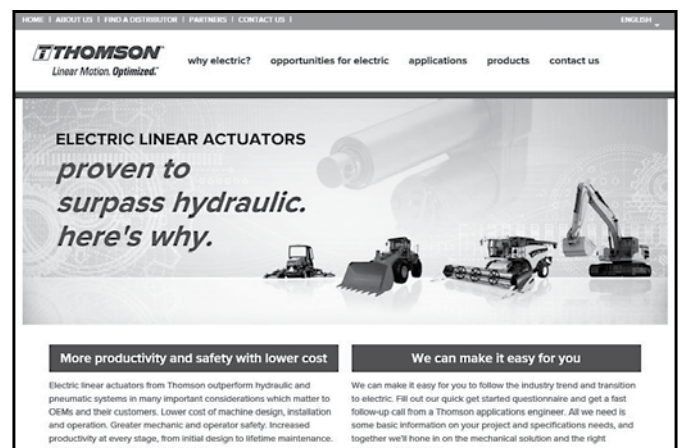 HOME | ABOUT US | FIND A DISTRIBUTOR | PARTNERS | CONTACT US |
ENGLISH
THOMSON
Linear Motion. Optimized.™
why electric? opportunities for electric applications products contact us
ELECTRIC LINEAR ACTUATORS
proven to
surpass hydraulic.
here's why.
More productivity and safety with lower cost
Electric linear actuators from Thomson outperform hydraulic and
pneumatic systems in many important considerations which matter to
OEMs and their customers. Lower cost of machine design, installation
and operation. Greater mechanic and operator safety. Increased
productivity at every stage, from initial design to lifetime maintenance.
We can make it easy for you
We can make it easy for you to follow the industry trend and transition
to electric. Fill out our quick get started questionnaire and get a fast
follow-up call from a Thomson applications engineer. All we need is
some basic information on your project and specifications needs, and
together we'll hone in on the mechanical solution and the right